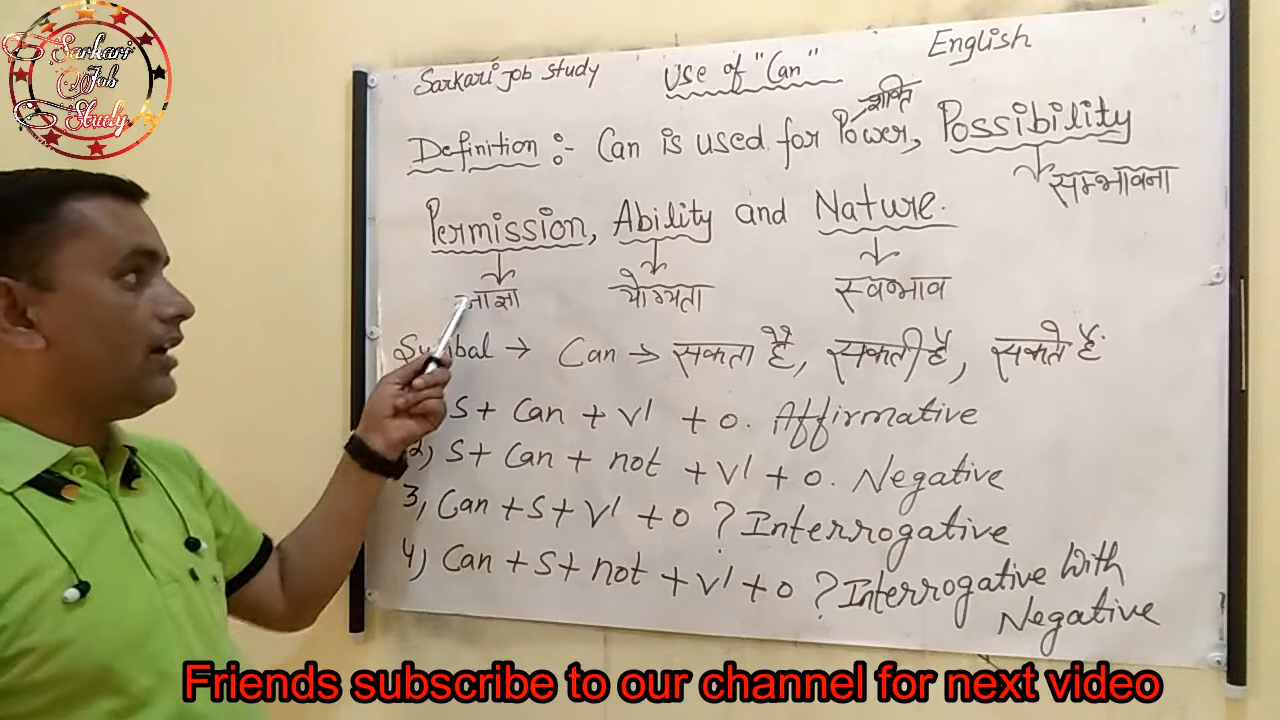 Sarkari
Job
Study
Sarkari job study Use of "Can" English
शक्ति
Definition :- Can is used for Power, Possibility
सम्भावना
Permission, Ability and Nature.
योग्यता स्वभाव
Can → सकता है, सकती है, सकते हैं
S + Can + V1 + O. Affirmative
2) S + Can + not + V1 + O. Negative
3, Can + S + V1 + O ? Interrogative
4) Can + S + not + V1 + O ? Interrogative With
Negative
Friends subscribe to our channel for next video